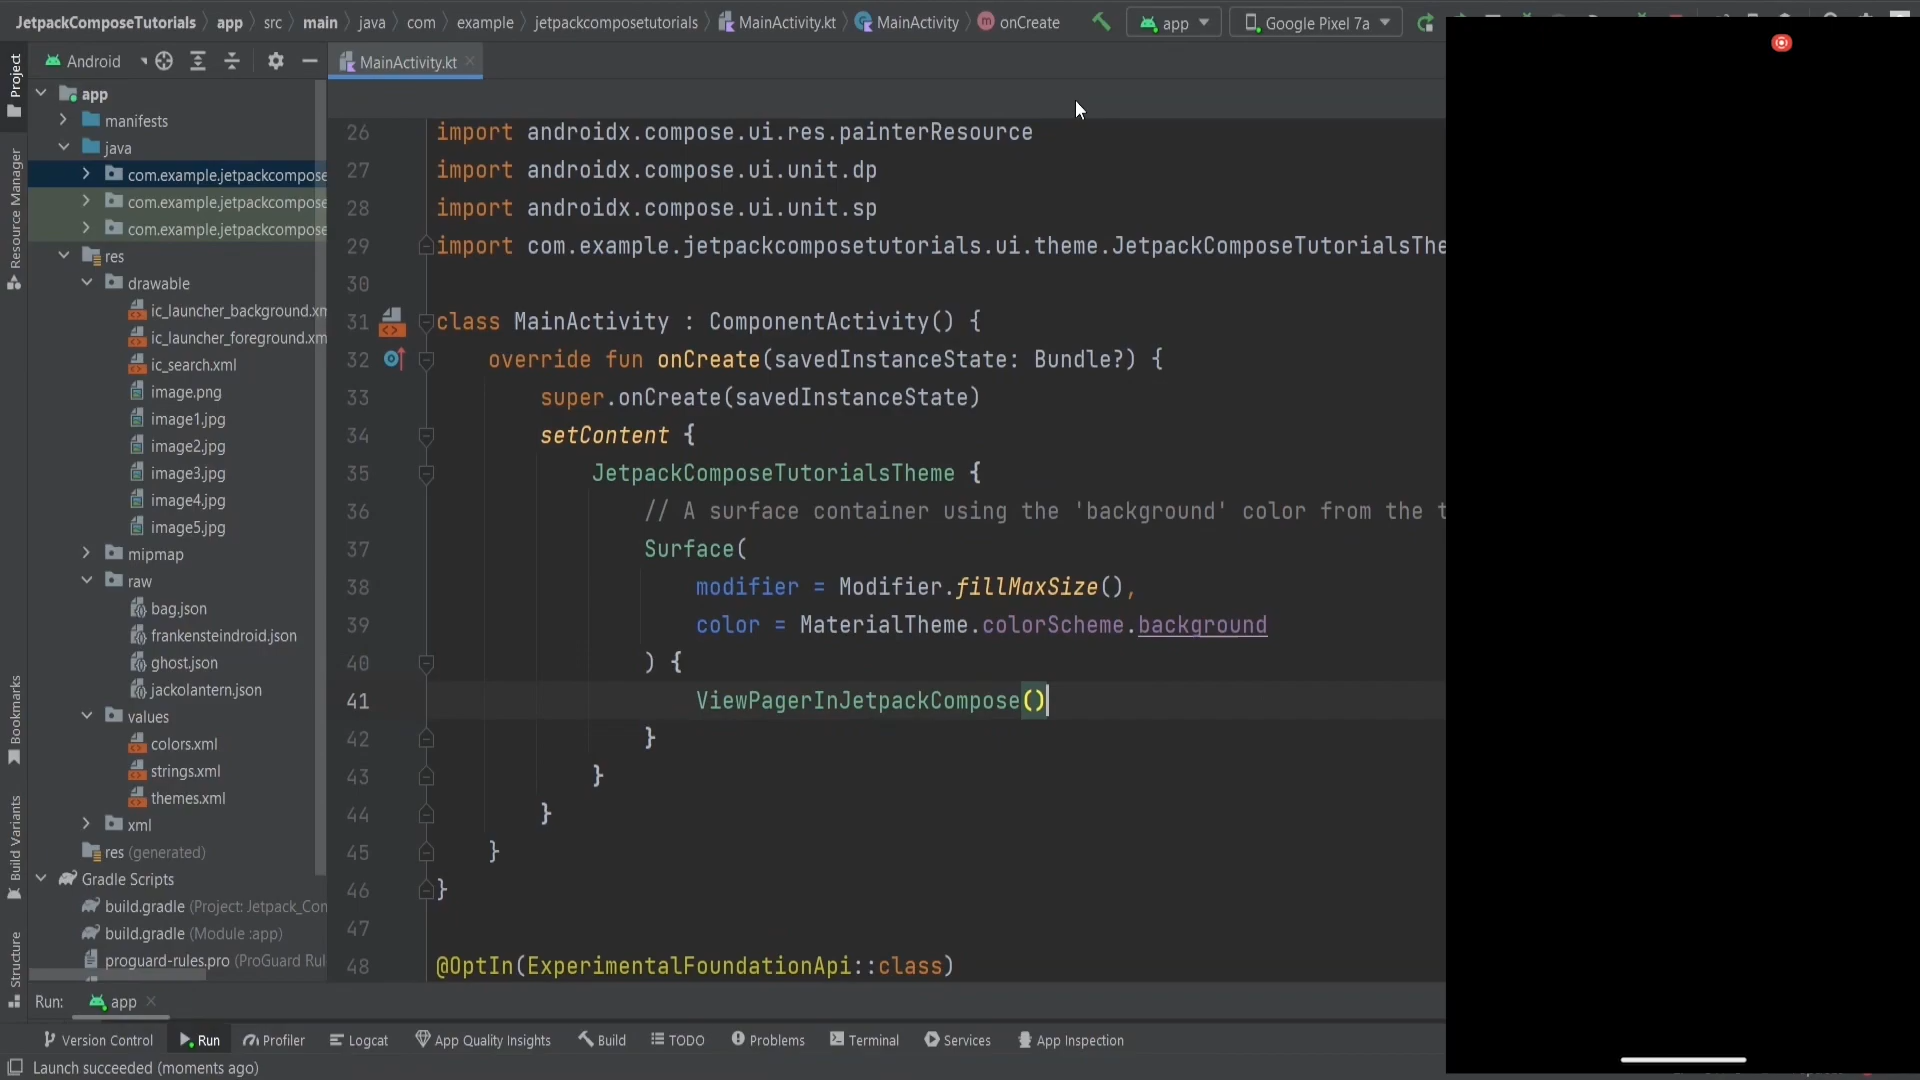 JetpackComposeTutorials app src main java com example jetpackcomposetutorials MainActivity.kt MainActivity onCreate app Google Pixel 7a
Project
Android
MainActivity.kt
app
manifests
java
com.example.jetpackcompose
com.example.jetpackcompose
com.example.jetpackcompose
res
drawable
ic_launcher_background.xm
ic_launcher_foreground.xm
ic_search.xml
image.png
image1.jpg
image2.jpg
image3.jpg
image4.jpg
image5.jpg
mipmap
raw
bag.json
frankensteindroid.json
ghost.json
jackolantern.json
values
colors.xml
strings.xml
themes.xml
xml
res (generated)
Gradle Scripts
build.gradle (Project: Jetpack_Con
build.gradle (Module :app)
proguard-rules.pro (ProGuard Rul
Resource Manager
Bookmarks
Build Variants
Structure
26 import androidx.compose.ui.res.painterResource
27 import androidx.compose.ui.unit.dp
28 import androidx.compose.ui.unit.sp
29 import com.example.jetpackcomposetutorials.ui.theme.JetpackComposeTutorialsThe
30
31 class MainActivity : ComponentActivity() {
32 override fun onCreate(savedInstanceState: Bundle?) {
33 super.onCreate(savedInstanceState)
34 setContent {
35 JetpackComposeTutorialsTheme {
36 // A surface container using the 'background' color from the t
37 Surface(
38 modifier = Modifier.fillMaxSize(),
39 color = MaterialTheme.colorScheme.background
40 ) {
41 ViewPagerInJetpackCompose()
42 }
43 }
44 }
45 }
46 }
47
48 @OptIn(ExperimentalFoundationApi::class)
Run: app
Version Control Run Profiler Logcat App Quality Insights Build TODO Problems Terminal Services App Inspection
Launch succeeded (moments ago)